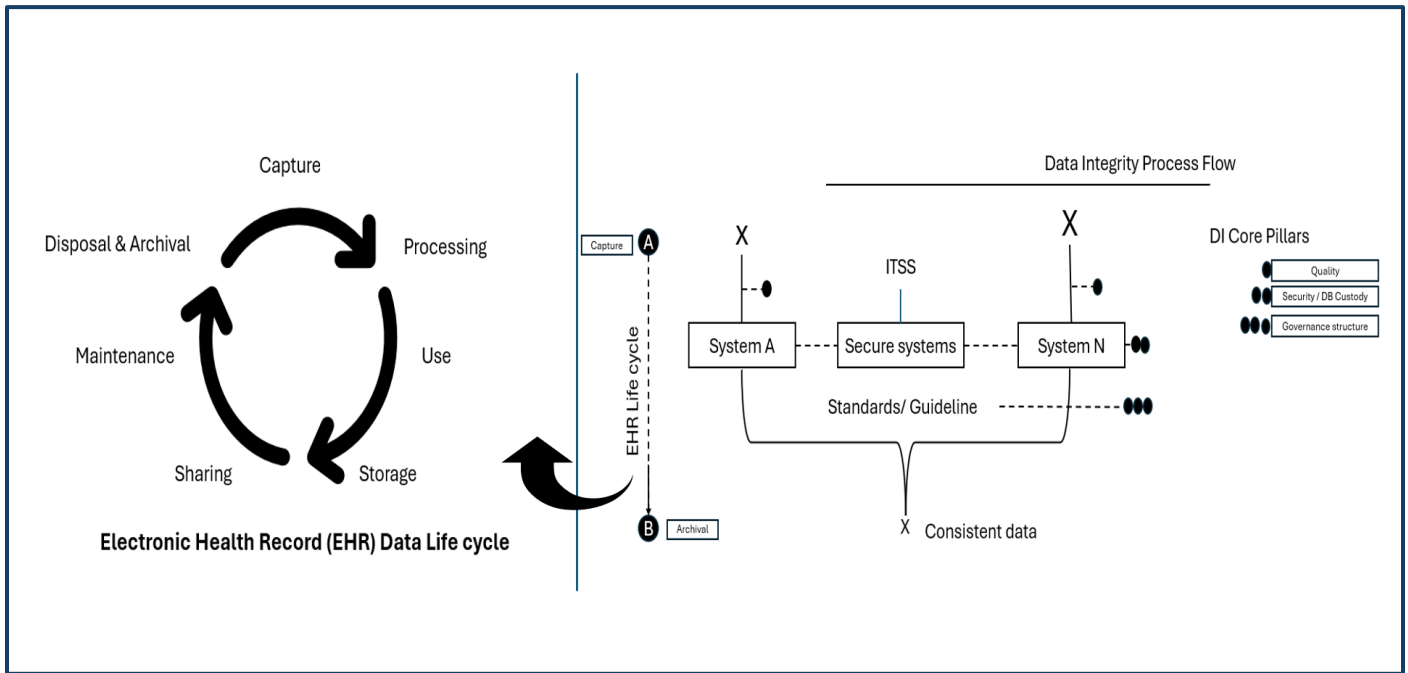 Capture
Disposal & Archival
Processing
Maintenance
Use
Sharing
Storage
Electronic Health Record (EHR) Data Life cycle
Data Integrity Process Flow
Capture
A
EHR Life cycle
B
Archival
X
X
ITSS
System A
Secure systems
System N
Standards/ Guideline
X
Consistent data
DI Core Pillars
Quality
Security / DB Custody
Governance structure